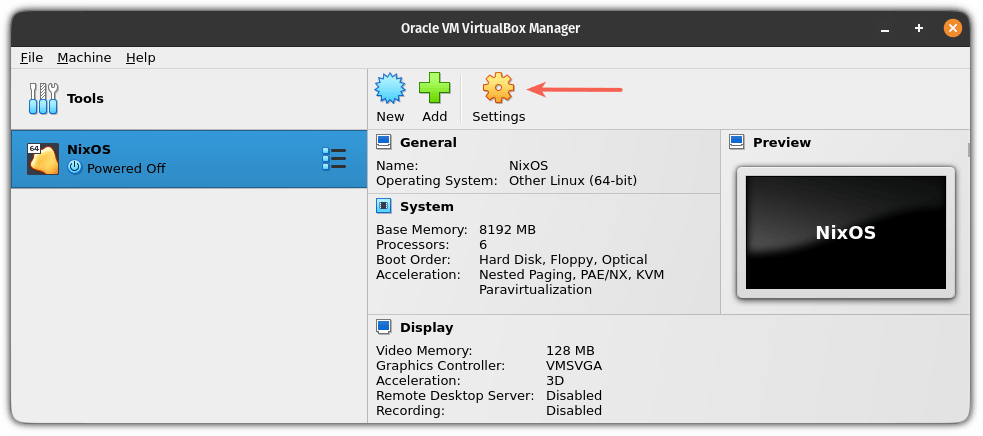 Oracle VM VirtualBox Manager
File Machine Help
Tools
64
NixOS
Powered Off
New Add Settings
General
Name: NixOS
Operating System: Other Linux (64-bit)
System
Base Memory: 8192 MB
Processors: 6
Boot Order: Hard Disk, Floppy, Optical
Acceleration: Nested Paging, PAE/NX, KVM
Paravirtualization
Preview
NixOS
Display
Video Memory: 128 MB
Graphics Controller: VMSVGA
Acceleration: 3D
Remote Desktop Server: Disabled
Recording: Disabled